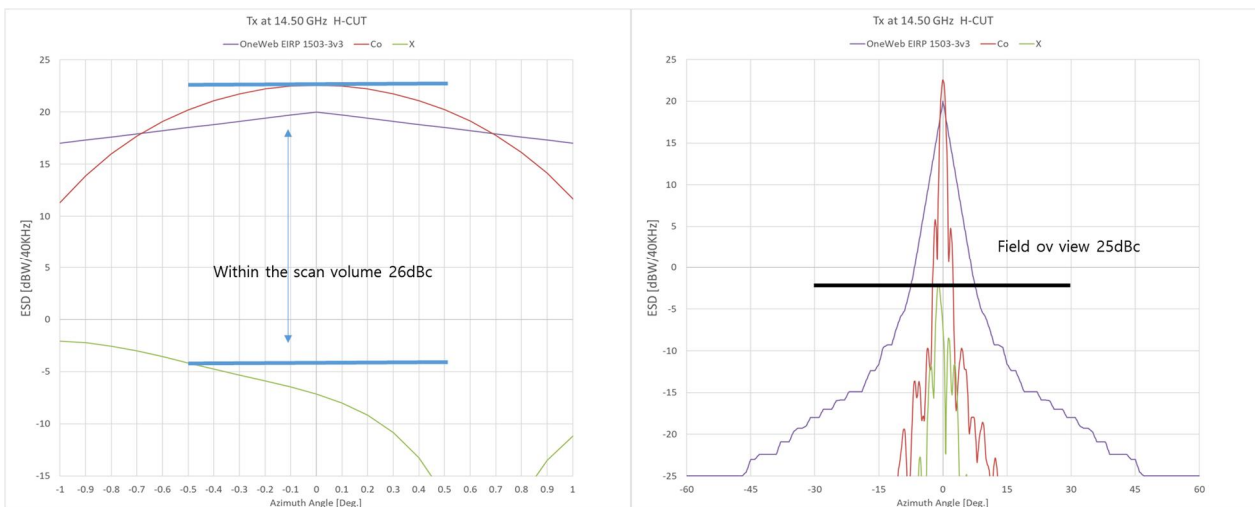 Tx at 14.50 GHz H-CUT
OneWeb EIRP 1503-3v3 Co X
25
20
15
10
5
0
-5
-10
-15
ESD [dBW/40KHz]
Within the scan volume 26dBc
-1 -0.9 -0.8 -0.7 -0.6 -0.5 -0.4 -0.3 -0.2 -0.1 0 0.1 0.2 0.3 0.4 0.5 0.6 0.7 0.8 0.9 1
Azimuth Angle [Deg.]
Tx at 14.50 GHz H-CUT
OneWeb EIRP 1503-3v3 Co X
25
20
15
10
5
0
-5
-10
-15
-20
-25
ESD [dBW/40KHz]
Field ov view 25dBc
-60 -45 -30 -15 0 15 30 45 60
Azimuth Angle [Deg.]